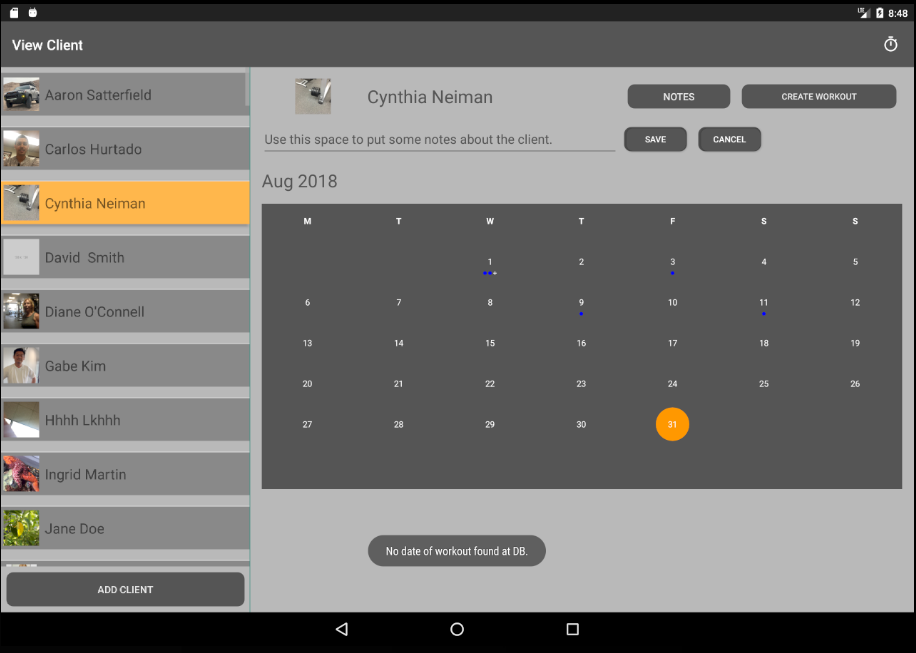 LTE 8:48
View Client
Aaron Satterfield
Carlos Hurtado
Cynthia Neiman
David  Smith
Diane O'Connell
Gabe Kim
Hhhh Lkhhh
Ingrid Martin
Jane Doe
ADD CLIENT
Cynthia Neiman
NOTES
CREATE WORKOUT
Use this space to put some notes about the client.
SAVE
CANCEL
Aug 2018
M T W T F S S
1 2 3 4 5
6 7 8 9 10 11 12
13 14 15 16 17 18 19
20 21 22 23 24 25 26
27 28 29 30 31
No date of workout found at DB.